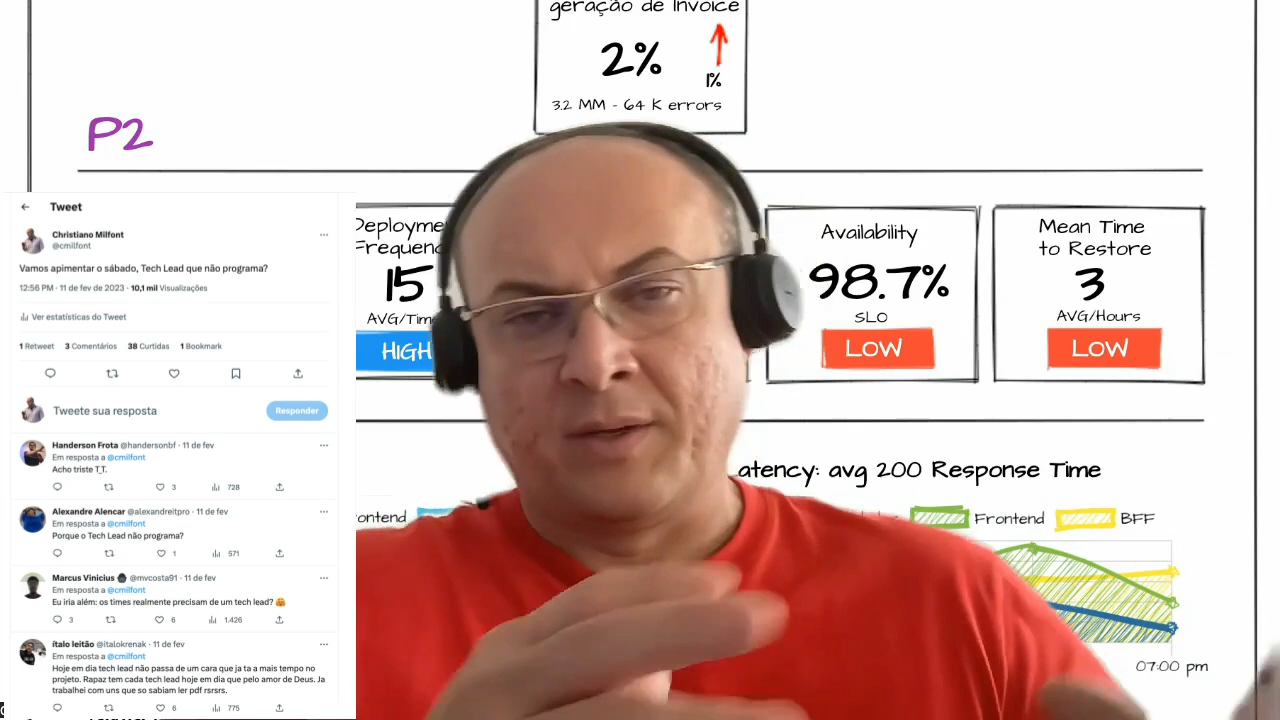 geração de Invoice
2%
1%
3.2 MM - 64 K errors
P2
Tweet
Christiano Milfont
@cmilfont
Vamos apimentar o sábado, Tech Lead que não programa?
12:56 PM · 11 de fev de 2023 · 10,1 mil Visualizações
Ver estatísticas do Tweet
1 Retweet 3 Comentários 38 Curtidas 1 Bookmark
Tweete sua resposta
Responder
Handerson Frota @handersonbf · 11 de fev
Em resposta a @cmilfont
Acho triste T_T.
3 728
Alexandre Alencar @alexandreitpro · 11 de fev
Em resposta a @cmilfont
Porque o Tech Lead não programa?
1 571
Marcus Vinicius @mvcosta91 · 11 de fev
Em resposta a @cmilfont
Eu iria além: os times realmente precisam de um tech lead? 🤗
3 6 1.426
ítalo leitão @italokrenak · 11 de fev
Em resposta a @cmilfont
Hoje em dia tech lead não passa de um cara que ja ta a mais tempo no
projeto. Rapaz tem cada tech lead hoje em dia que pelo amor de Deus. Ja
trabalhei com uns que so sabiam ler pdf rsrsrs.
6 775
Deployme
Frequenc
15
AVG/Tim
HIGH
Availability
98.7%
SLO
LOW
Mean Time
to Restore
3
AVG/Hours
LOW
atency: avg 200 Response Time
ontend
Frontend
BFF
07:00 pm